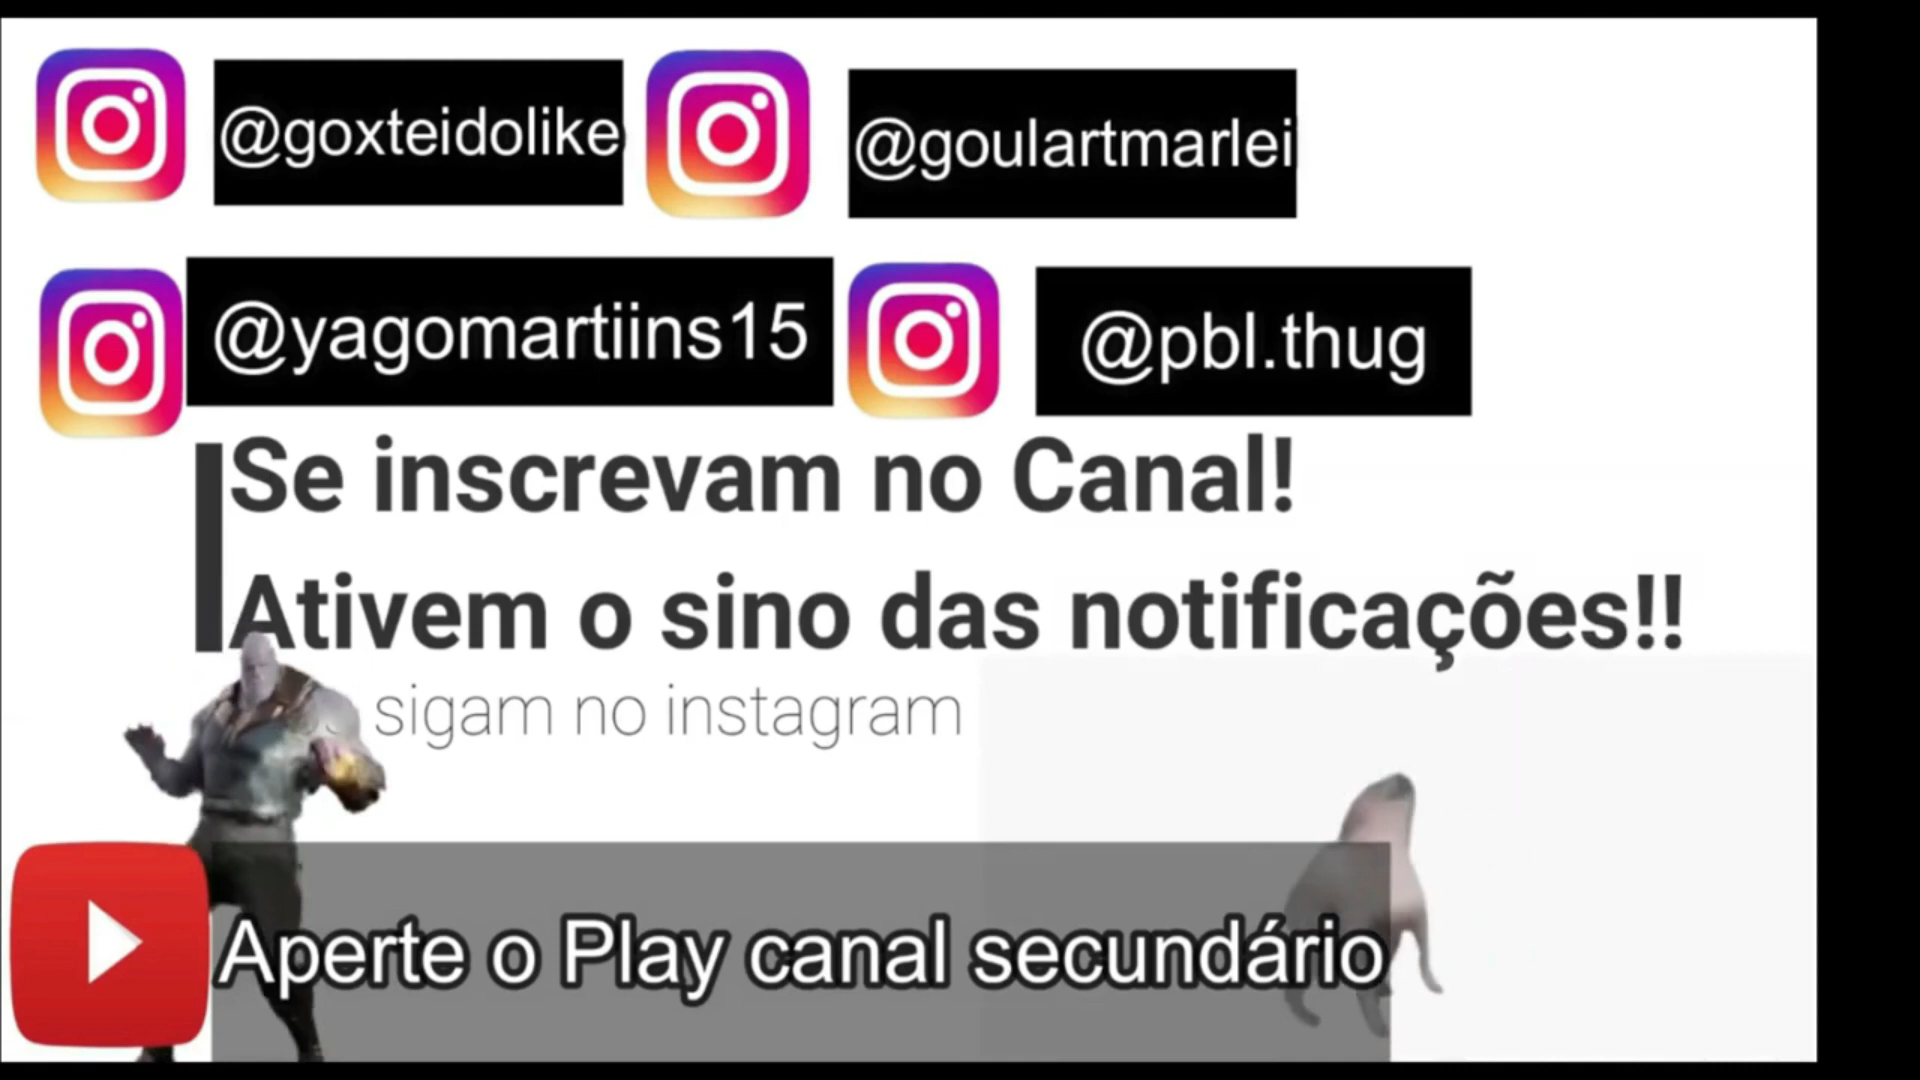 @goxteidolike @goulartmarlei
@yagomartiins15 @pbl.thug
Se inscrevam no Canal!
Ativem o sino das notificações!!
sigam no instagram
Aperte o Play canal secundário